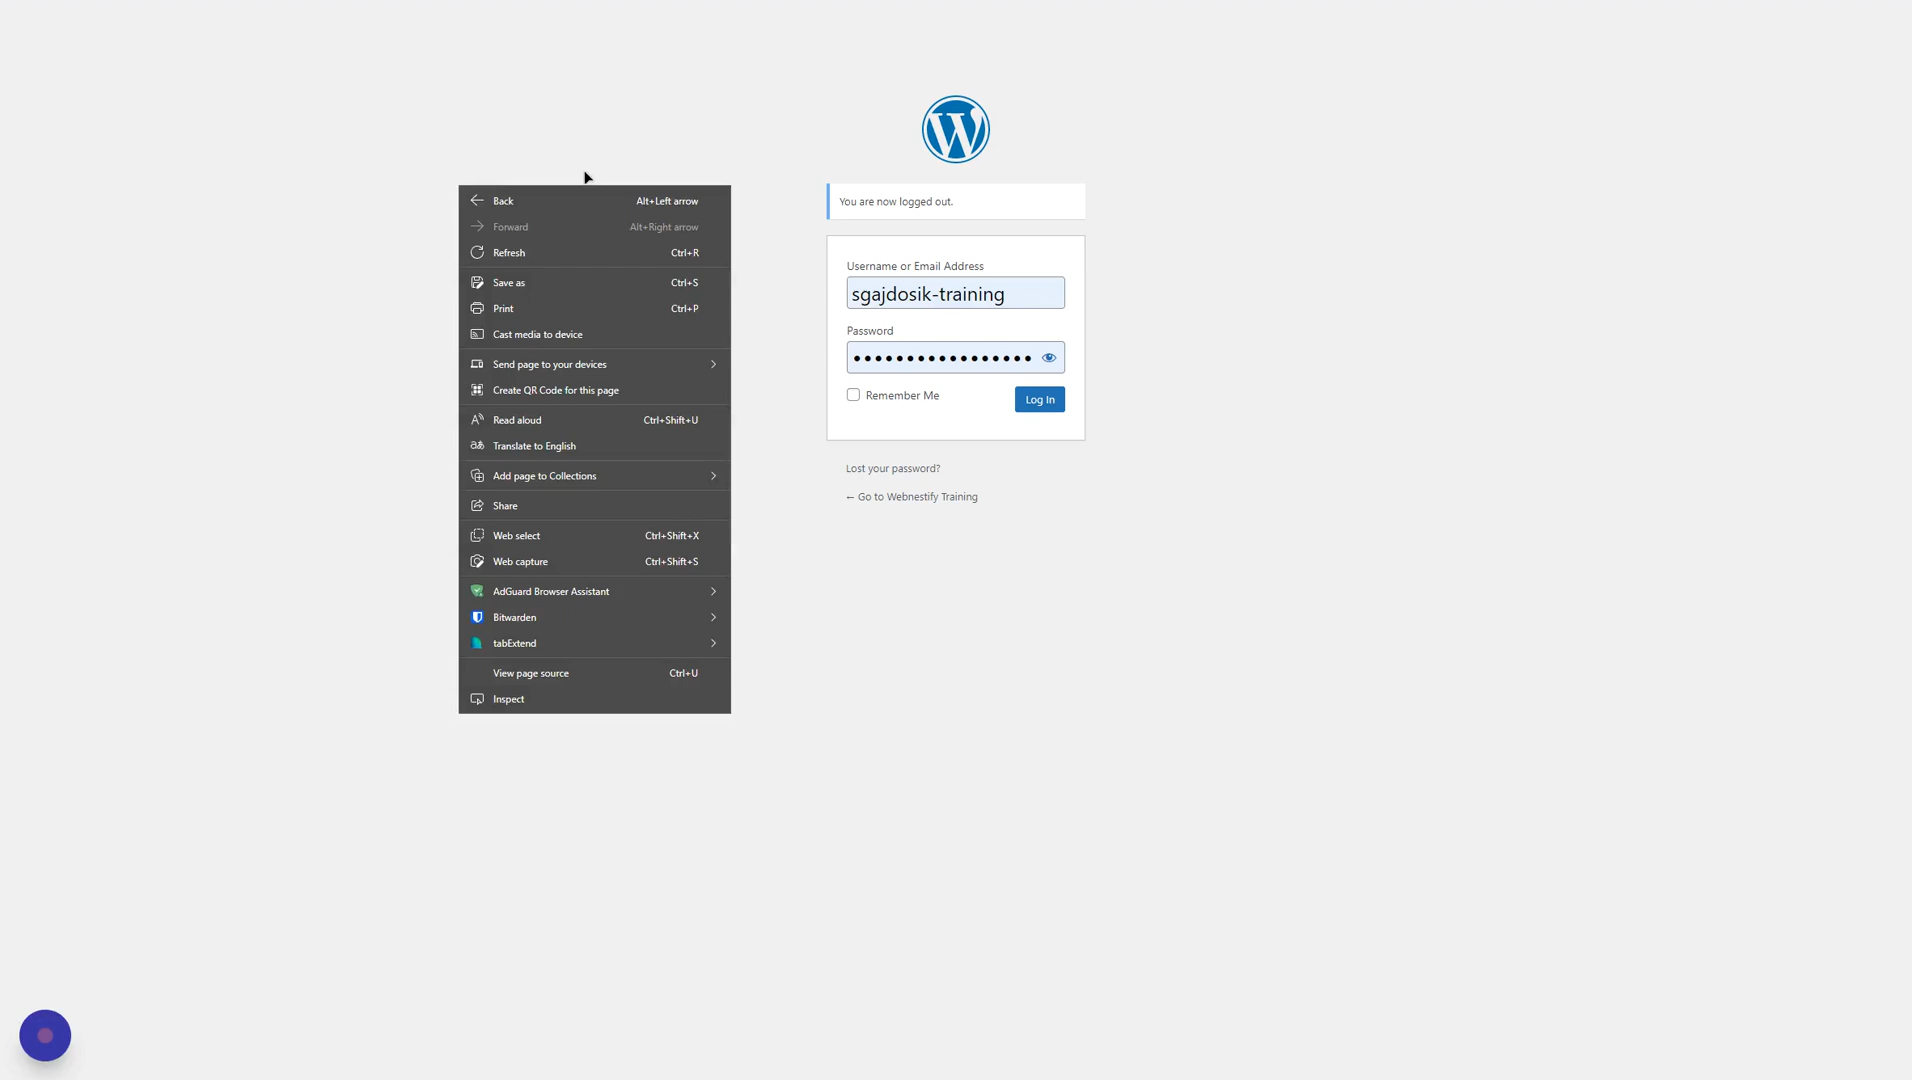 Back Alt+Left arrow
Forward Alt+Right arrow
Refresh Ctrl+R
Save as Ctrl+S
Print Ctrl+P
Cast media to device
Send page to your devices
Create QR Code for this page
Read aloud Ctrl+Shift+U
Translate to English
Add page to Collections
Share
Web select Ctrl+Shift+X
Web capture Ctrl+Shift+S
AdGuard Browser Assistant
Bitwarden
tabExtend
View page source Ctrl+U
Inspect
You are now logged out.
Username or Email Address
sgajdosik-training
Password
Remember Me
Log In
Lost your password?
← Go to Webnestify Training